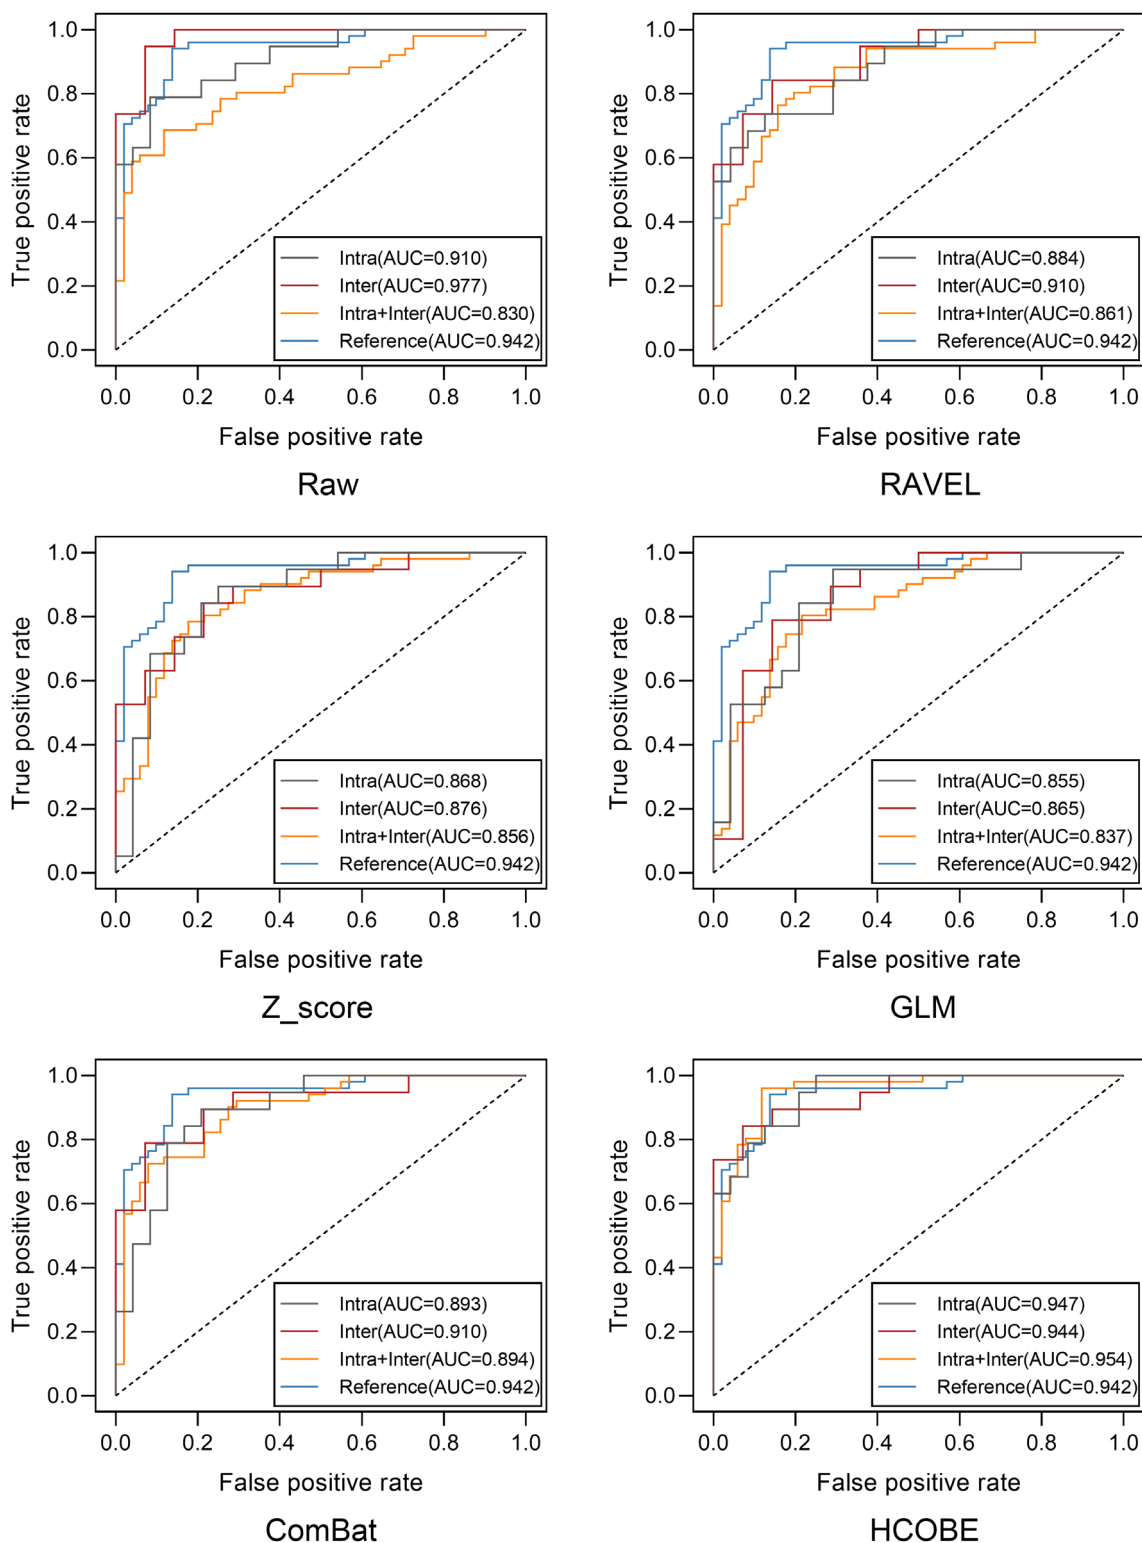 1.0
0.8
0.6
0.4
0.2
0.0
True positive rate
Intra(AUC=0.910)
Inter(AUC=0.977)
Intra+Inter(AUC=0.830)
Reference(AUC=0.942)
0.0 0.2 0.4 0.6 0.8 1.0
False positive rate
Raw
1.0
0.8
0.6
0.4
0.2
0.0
True positive rate
Intra(AUC=0.884)
Inter(AUC=0.910)
Intra+Inter(AUC=0.861)
Reference(AUC=0.942)
0.0 0.2 0.4 0.6 0.8 1.0
False positive rate
RAVEL
1.0
0.8
0.6
0.4
0.2
0.0
True positive rate
Intra(AUC=0.868)
Inter(AUC=0.876)
Intra+Inter(AUC=0.856)
Reference(AUC=0.942)
0.0 0.2 0.4 0.6 0.8 1.0
False positive rate
Z_score
1.0
0.8
0.6
0.4
0.2
0.0
True positive rate
Intra(AUC=0.855)
Inter(AUC=0.865)
Intra+Inter(AUC=0.837)
Reference(AUC=0.942)
0.0 0.2 0.4 0.6 0.8 1.0
False positive rate
GLM
1.0
0.8
0.6
0.4
0.2
0.0
True positive rate
Intra(AUC=0.893)
Inter(AUC=0.910)
Intra+Inter(AUC=0.894)
Reference(AUC=0.942)
0.0 0.2 0.4 0.6 0.8 1.0
False positive rate
ComBat
1.0
0.8
0.6
0.4
0.2
0.0
True positive rate
Intra(AUC=0.947)
Inter(AUC=0.944)
Intra+Inter(AUC=0.954)
Reference(AUC=0.942)
0.0 0.2 0.4 0.6 0.8 1.0
False positive rate
HCOBE